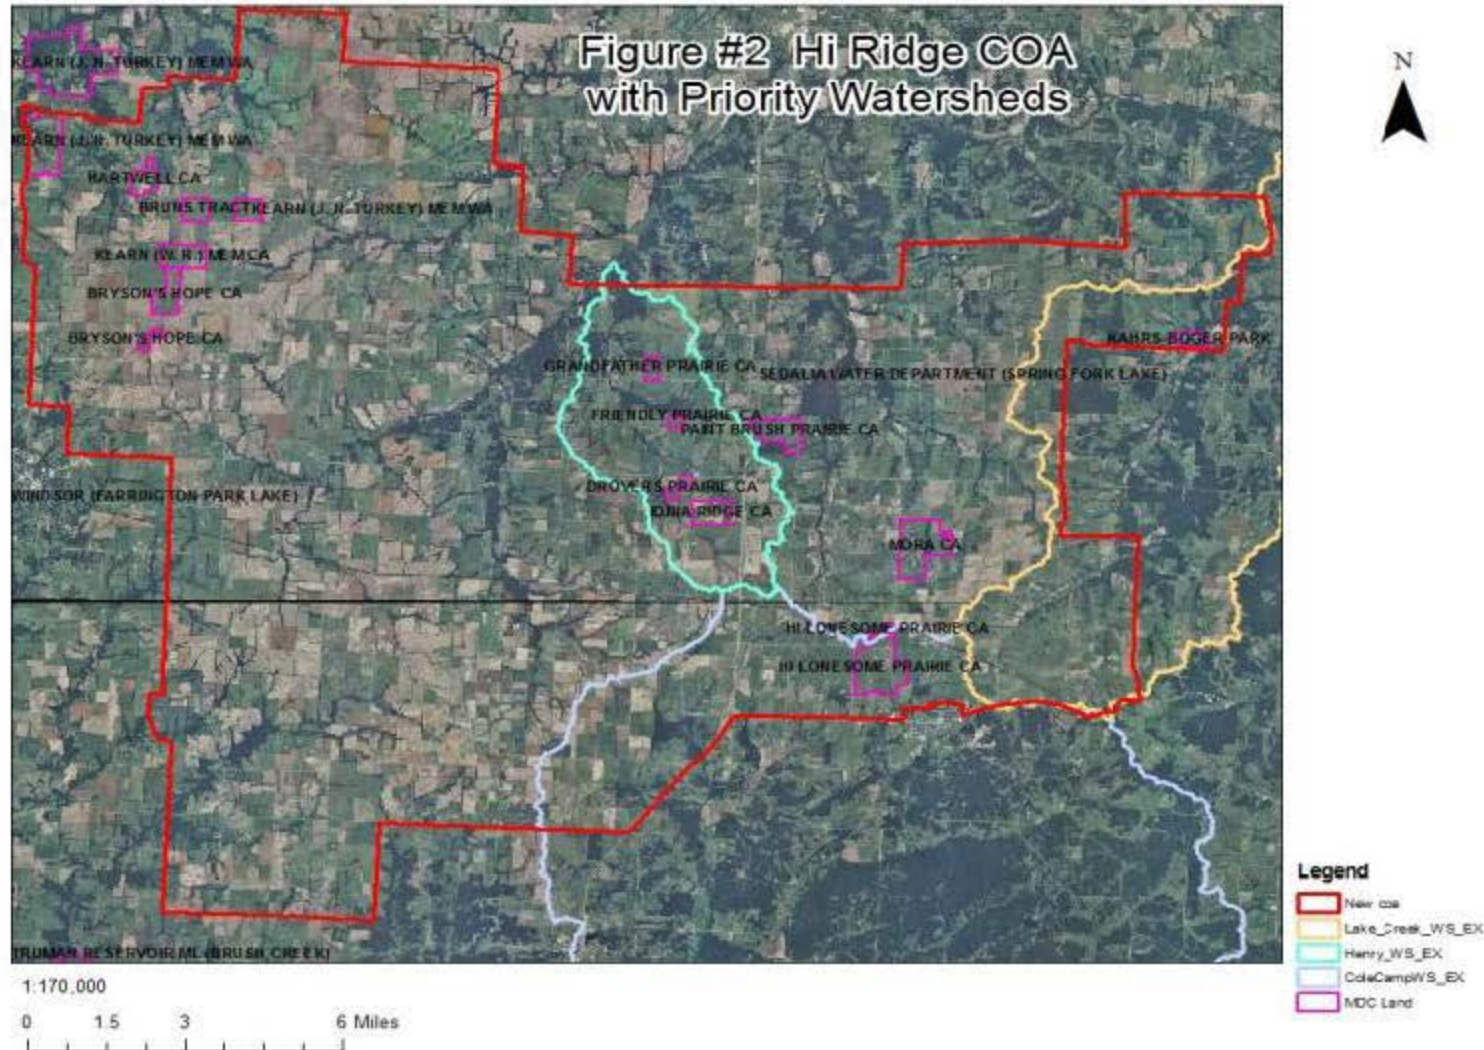 Figure #2 Hi Ridge COA
with Priority Watersheds
N
KEARN (J. N. TURKEY) MEM WA
KEARN (J. N. TURKEY) MEM WA
HARTWELL CA
BRUNS TRACT
KEARN (J. N. TURKEY) MEM WA
KEARN (W. R.) MEM CA
BRYSON'S HOPE CA
BRYSON'S HOPE CA
KAHRS-BOGER PARK
GRANDFATHER PRAIRIE CA
SEDALIA WATER DEPARTMENT (SPRING FORK LAKE)
FRIENDLY PRAIRIE CA
PAINT BRUSH PRAIRIE CA
DROVERS PRAIRIE CA
WINDSOR (FARRINGTON PARK LAKE)
IONIA RIDGE CA
MORA CA
HI LONESOME PRAIRIE CA
HI LONESOME PRAIRIE CA
TRUMAN RESERVOIR ML (BRUSH CREEK)
Legend
New coa
Lake_Creek_WS_EX
Henry_WS_EX
ColeCampWS_EX
MDC Land
1:170,000
0 1.5 3 6 Miles